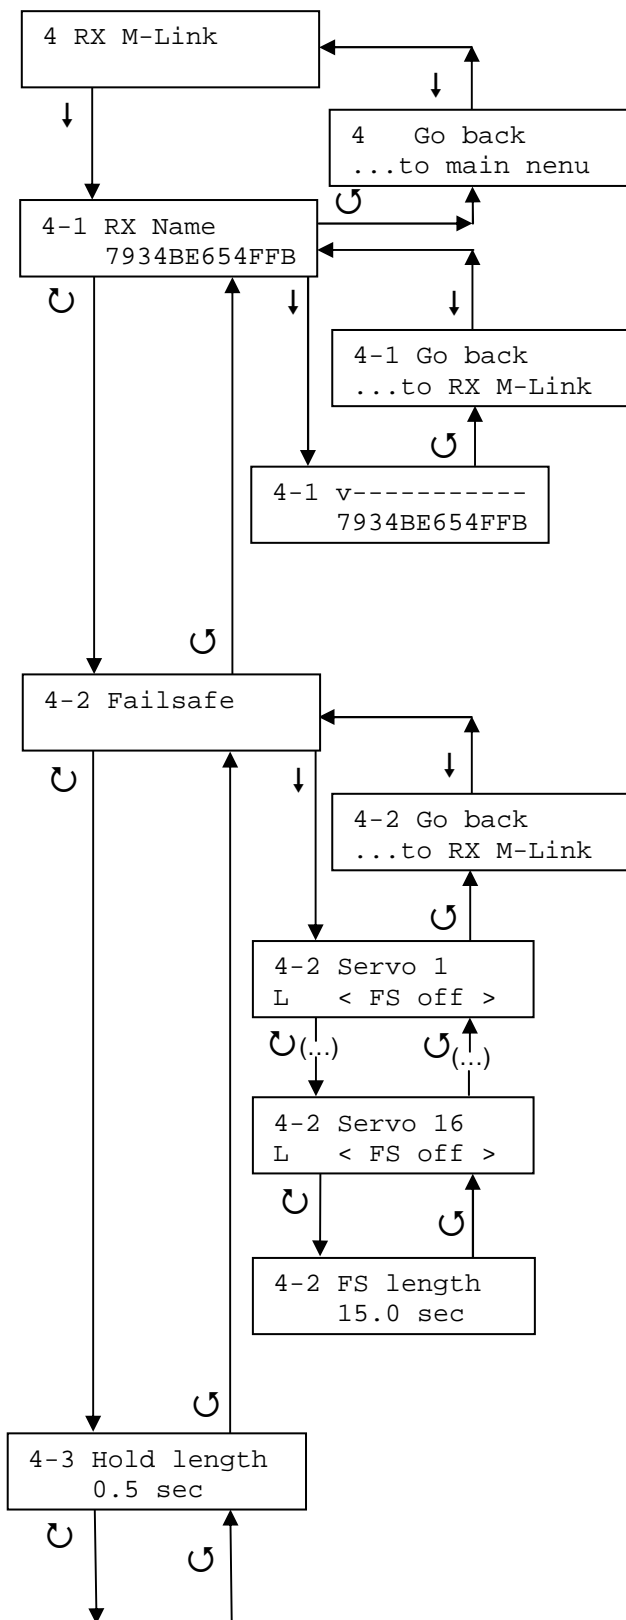 4 RX M-Link
4   Go back
...to main nenu
4-1 RX Name
7934BE654FFB
4-1 Go back
...to RX M-Link
4-1 v-----------
7934BE654FFB
4-2 Failsafe
4-2 Go back
...to RX M-Link
4-2 Servo 1
L   < FS off >
(...)
(...)
4-2 Servo 16
L   < FS off >
4-2 FS length
15.0 sec
4-3 Hold length
0.5 sec